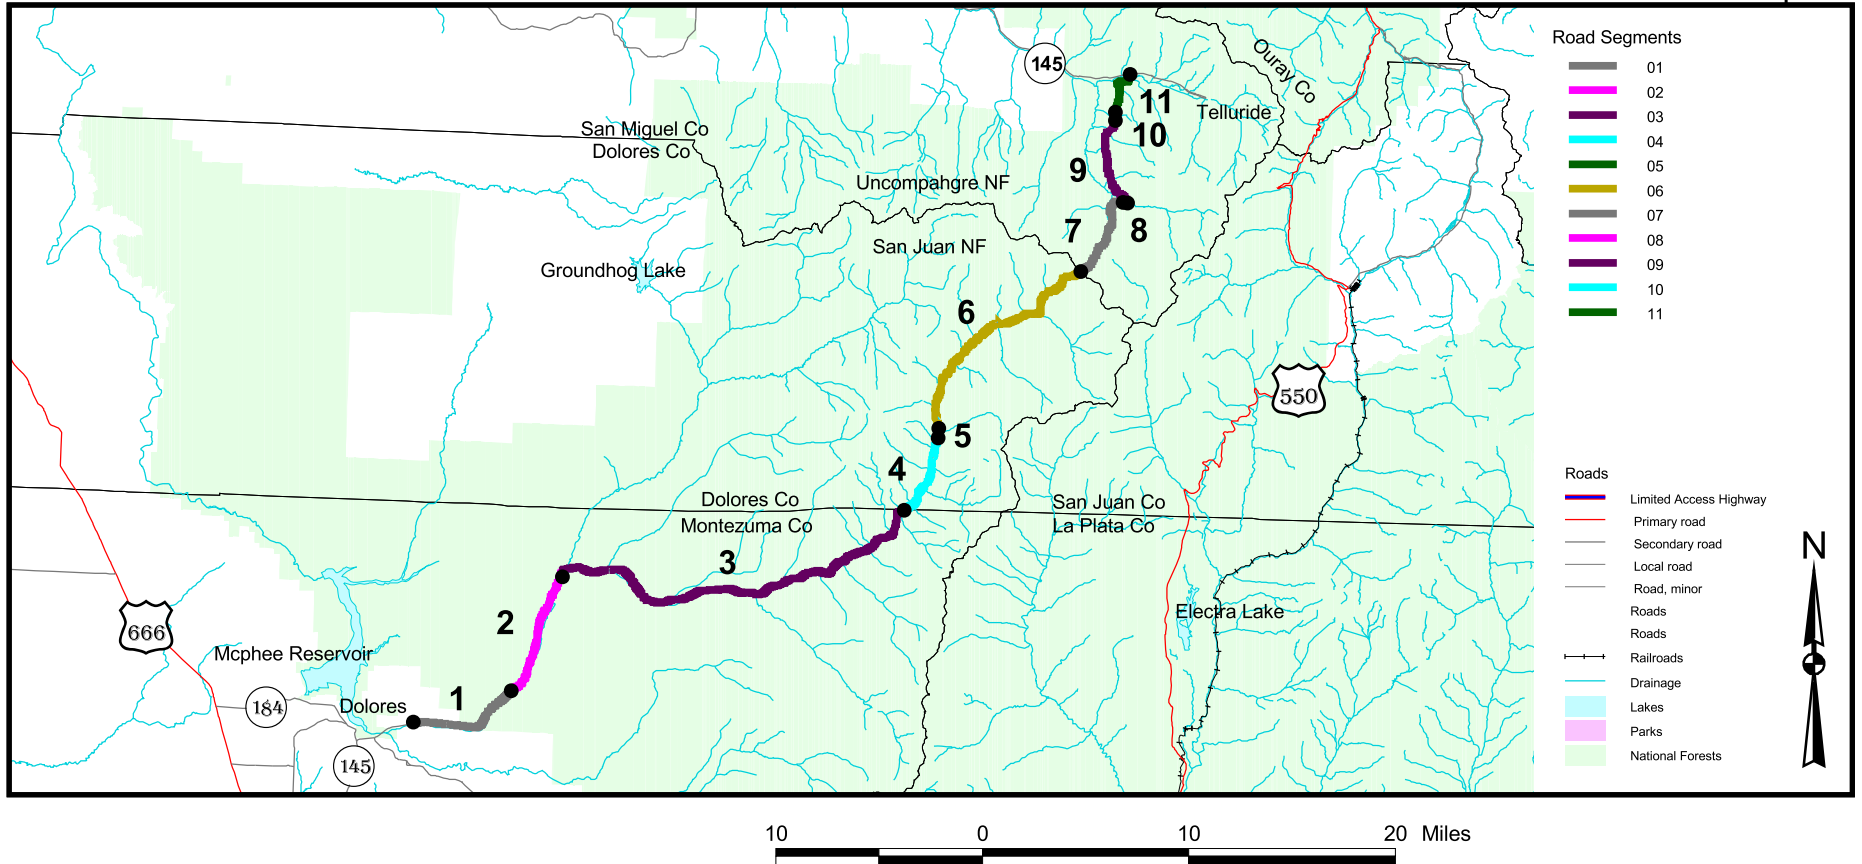 145
Ouray Co
Telluride
San Miguel Co
Dolores Co
Uncompahgre NF
San Juan NF
Groundhog Lake
11
10
9
8
7
6
5
4
3
2
1
550
Dolores Co
Montezuma Co
San Juan Co
La Plata Co
Electra Lake
666
Mcphee Reservoir
184
Dolores
145
Road Segments
01
02
03
04
05
06
07
08
09
10
11
Roads
Limited Access Highway
Primary road
Secondary road
Local road
Road, minor
Roads
Roads
Railroads
Drainage
Lakes
Parks
National Forests
N
10 0 10 20 Miles